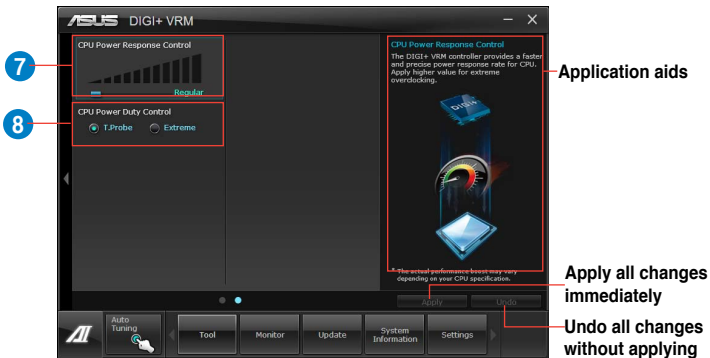 ASUS DIGI+ VRM
7
CPU Power Response Control
Regular
8
CPU Power Duty Control
T.Probe Extreme
CPU Power Response Control
The DIGI+ VRM controller provides a faster
and precise power response rate for CPU.
Apply higher value for extreme
overclocking.
DIGI+
* The actual performance boost may vary
depending on your CPU specification.
Apply Undo
Auto
Tuning
Tool
Monitor
Update
System
Information
Settings
Application aids
Apply all changes
immediately
Undo all changes
without applying